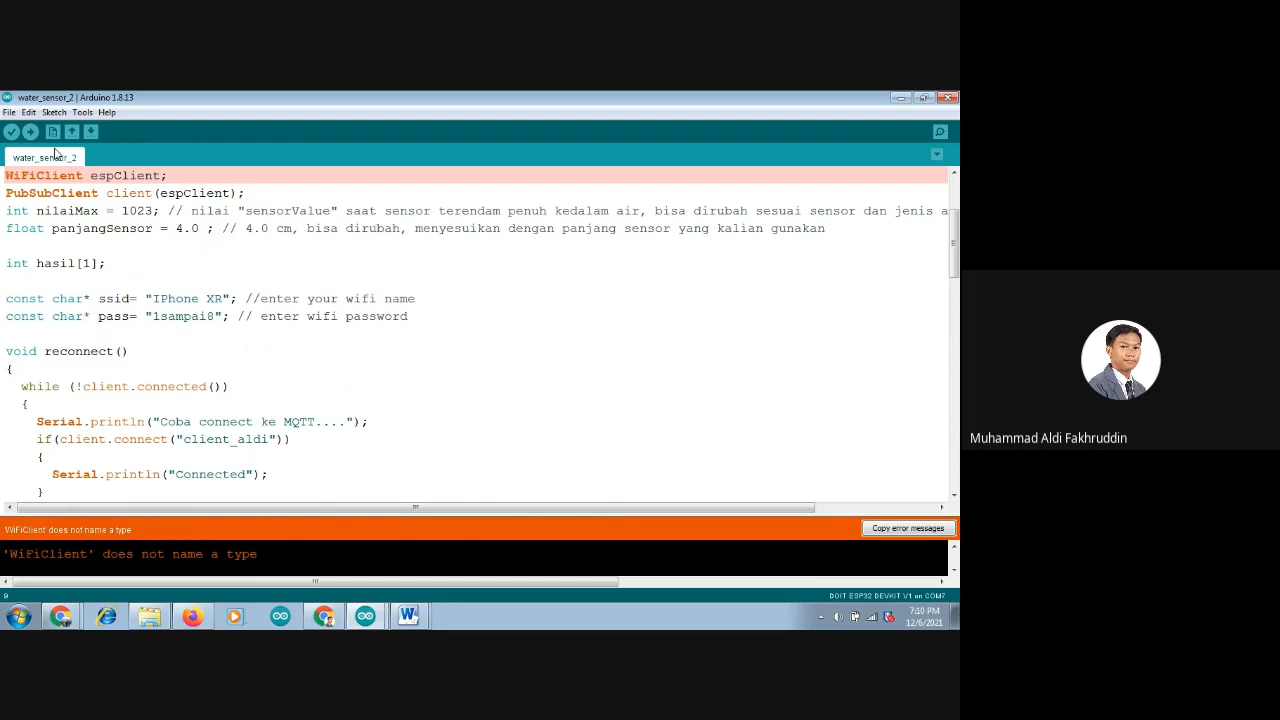 water_sensor_2 | Arduino 1.8.13
File Edit Sketch Tools Help
water_sensor_2
WiFiClient espClient;
PubSubClient client(espClient);
int nilaiMax = 1023; // nilai "sensorValue" saat sensor terendam penuh kedalam air, bisa dirubah sesuai sensor dan jenis a
float panjangSensor = 4.0 ; // 4.0 cm, bisa dirubah, menyesuikan dengan panjang sensor yang kalian gunakan
int hasil[1];
const char* ssid= "IPhone XR"; //enter your wifi name
const char* pass= "1sampai8"; // enter wifi password
void reconnect()
{
while (!client.connected())
{
Serial.println("Coba connect ke MQTT....");
if(client.connect("client_aldi"))
{
Serial.println("Connected");
}
'WiFiClient' does not name a type
Copy error messages
'WiFiClient' does not name a type
9
DOIT ESP32 DEVKIT V1 on COM7
7:10 PM
12/6/2021
Muhammad Aldi Fakhruddin